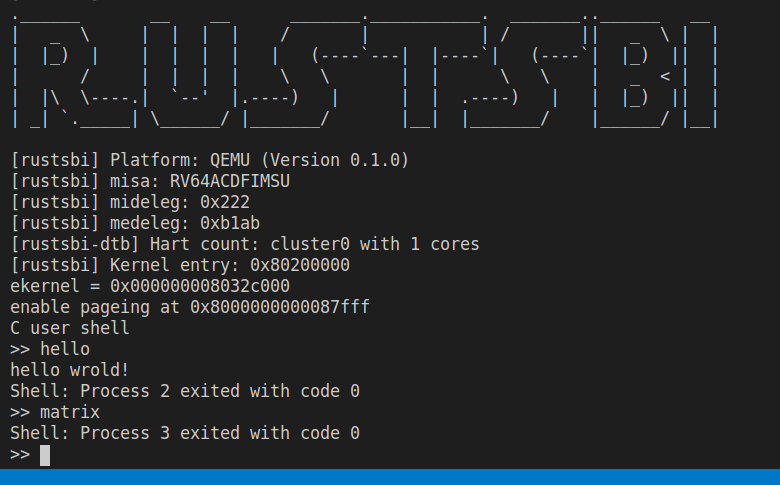 RUSTSBI
[rustsbi] Platform: QEMU (Version 0.1.0)
[rustsbi] misa: RV64ACDFIMSU
[rustsbi] mideleg: 0x222
[rustsbi] medeleg: 0xb1ab
[rustsbi-dtb] Hart count: cluster0 with 1 cores
[rustsbi] Kernel entry: 0x80200000
ekernel = 0x000000008032c000
enable pageing at 0x8000000000087fff
C user shell
>> hello
hello wrold!
Shell: Process 2 exited with code 0
>> matrix
Shell: Process 3 exited with code 0
>>